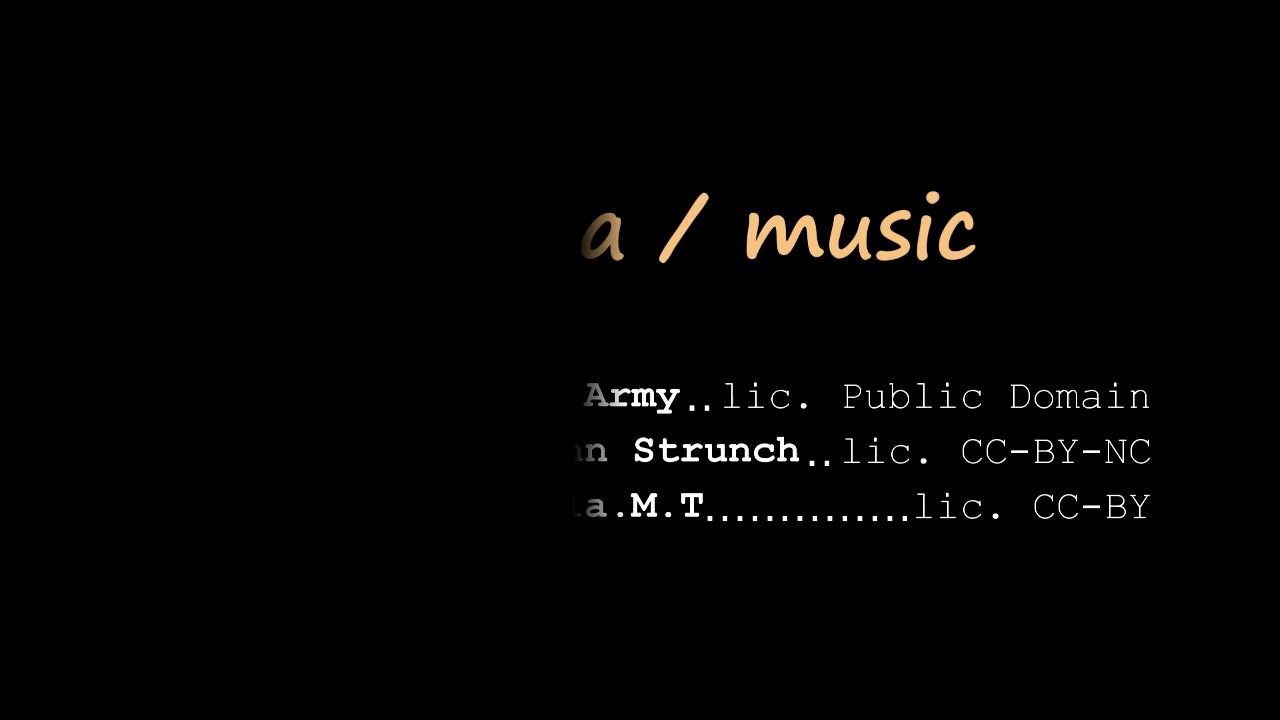 a / music
Army..lic. Public Domain
Strunch..lic. CC-BY-NC
a.M.T..............lic. CC-BY